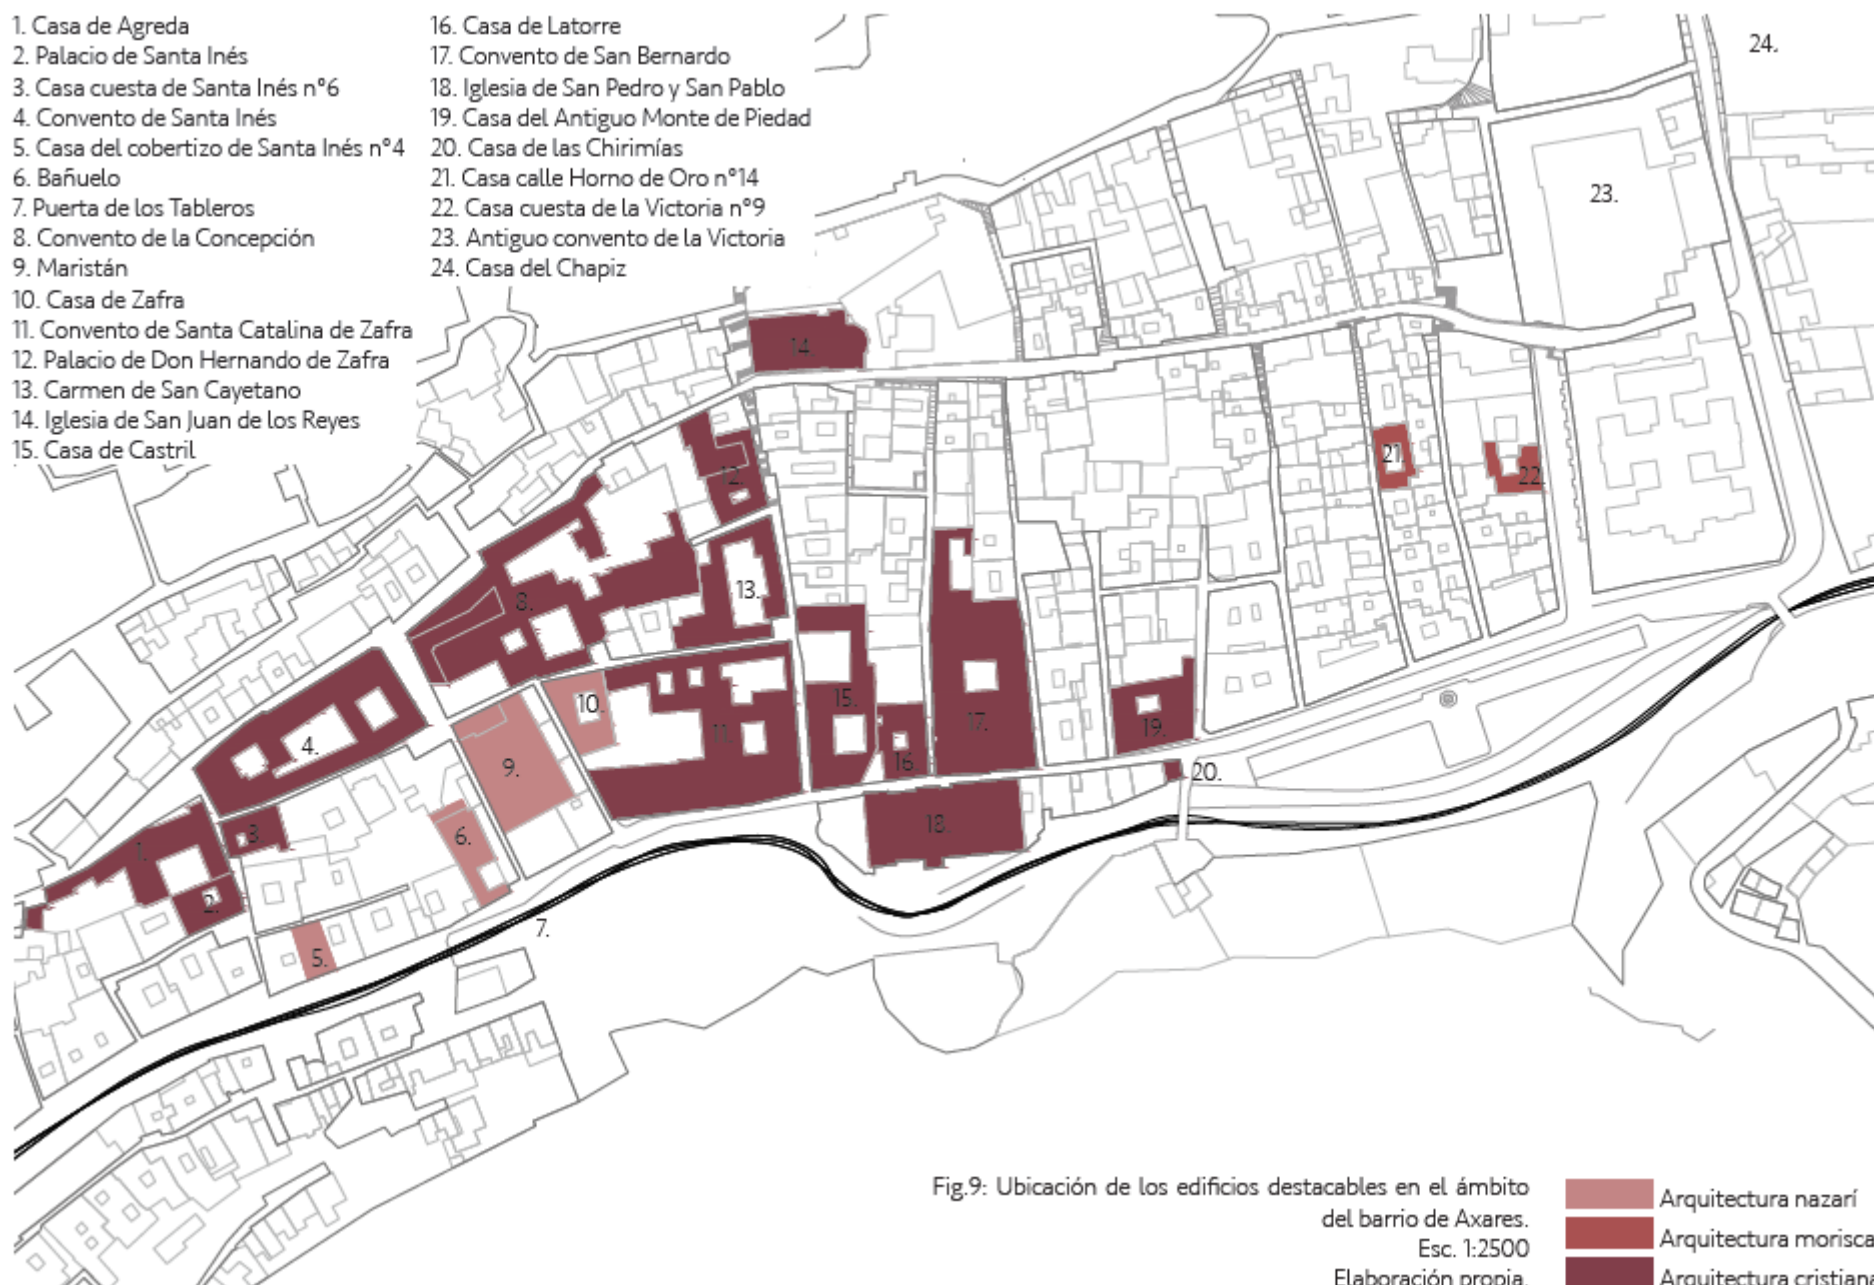 1. Casa de Agreda
2. Palacio de Santa Inés
3. Casa cuesta de Santa Inés nº6
4. Convento de Santa Inés
5. Casa del cobertizo de Santa Inés nº4
6. Bañuelo
7. Puerta de los Tableros
8. Convento de la Concepción
9. Maristán
10. Casa de Zafra
11. Convento de Santa Catalina de Zafra
12. Palacio de Don Hernando de Zafra
13. Carmen de San Cayetano
14. Iglesia de San Juan de los Reyes
15. Casa de Castril
16. Casa de Latorre
17. Convento de San Bernardo
18. Iglesia de San Pedro y San Pablo
19. Casa del Antiguo Monte de Piedad
20. Casa de las Chirimías
21. Casa calle Horno de Oro nº14
22. Casa cuesta de la Victoria nº9
23. Antiguo convento de la Victoria
24. Casa del Chapiz
24.
23.
14.
21.
22.
12.
13.
8.
10.
15.
11.
17.
19.
4.
9.
16.
20.
18.
3.
6.
1.
2.
7.
5.
Fig.9: Ubicación de los edificios destacables en el ámbito
del barrio de Axares.
Esc. 1:2500
Elaboración propia.
Arquitectura nazarí
Arquitectura morisca
Arquitectura cristiana